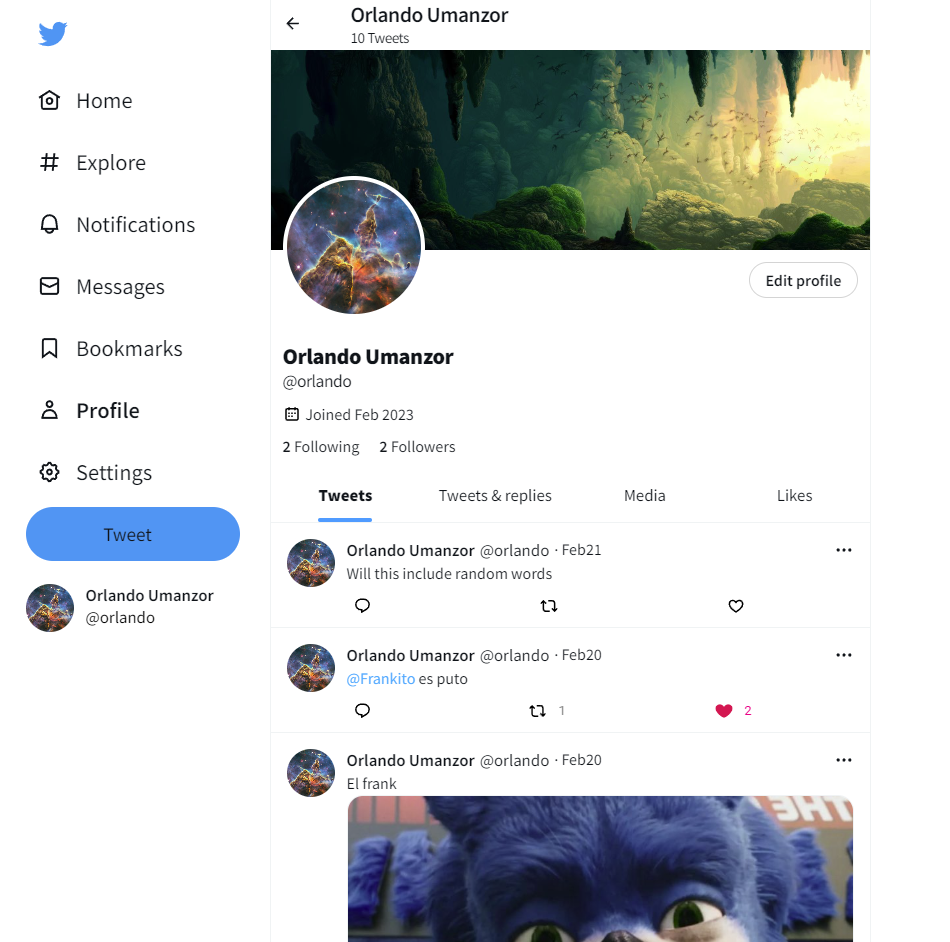 Orlando Umanzor
10 Tweets
Home
Explore
Notifications
Messages
Bookmarks
Profile
Settings
Tweet
Orlando Umanzor
@orlando
Edit profile
Orlando Umanzor
@orlando
Joined Feb 2023
2 Following 2 Followers
Tweets Tweets & replies Media Likes
Orlando Umanzor @orlando · Feb21
Will this include random words
Orlando Umanzor @orlando · Feb20
@Frankito es puto
1 2
Orlando Umanzor @orlando · Feb20
El frank
THE